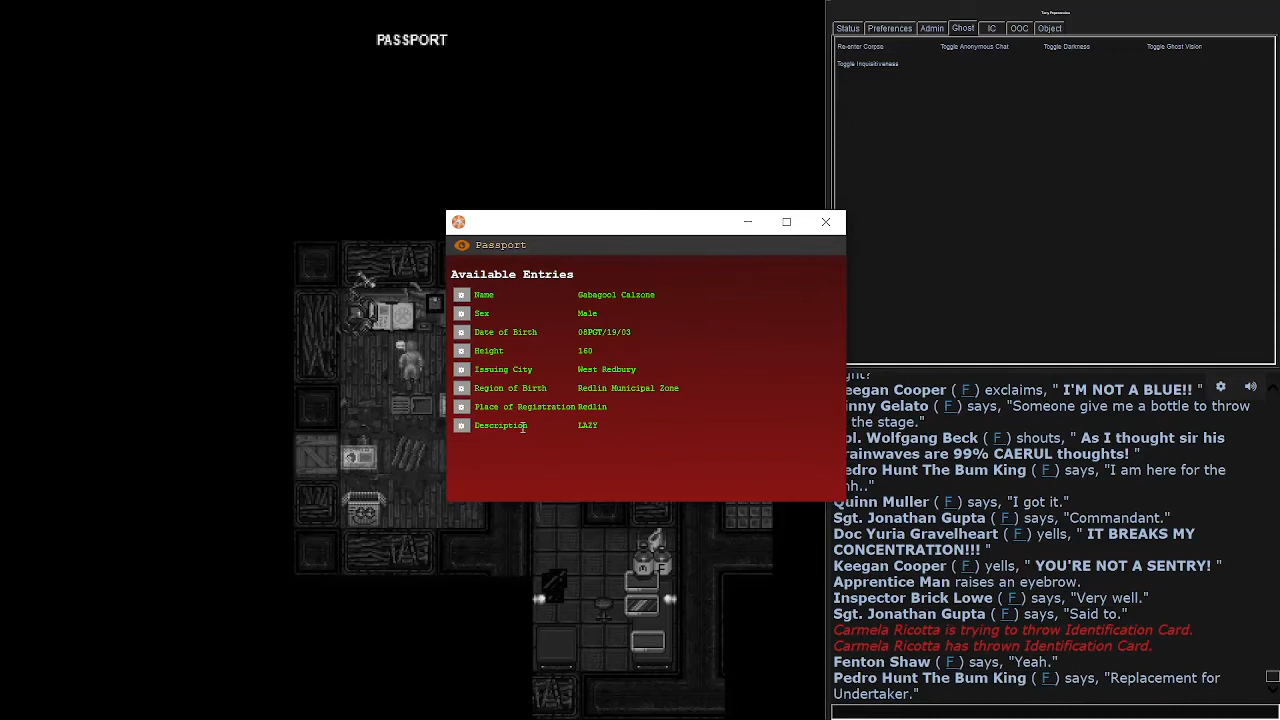 PASSPORT
Passport
Available Entries
Name Gabagool Calzone
Sex Male
Date of Birth 08PGT/19/03
Height 160
Issuing City West Redbury
Region of Birth Redlin Municipal Zone
Place of Registration Redlin
Description LAZY
M F
Status Preferences Admin Ghost IC OOC Object
Re-enter Corpse Toggle Anonymous Chat Toggle Darkness Toggle Ghost Vision
Toggle Inquisitiveness
ght?
eegan Cooper ( F ) exclaims, " I'M NOT A BLUE!! "
inny Gelato ( F ) says, "Someone give me a bottle to throw
the stage."
ol. Wolfgang Beck ( F ) shouts, " As I thought sir his
rainwaves are 99% CAERUL thoughts! "
Pedro Hunt The Bum King ( F ) says, "I am here for the
hh.."
Quinn Muller ( F ) says, "I got it."
Sgt. Jonathan Gupta ( F ) says, "Commandant."
Doc Yuria Gravelheart ( F ) yells, " IT BREAKS MY
CONCENTRATION!!! "
Keegan Cooper ( F ) yells, " YOU'RE NOT A SENTRY! "
Apprentice Man raises an eyebrow.
Inspector Brick Lowe ( F ) says, "Very well."
Sgt. Jonathan Gupta ( F ) says, "Said to."
Carmela Ricotta is trying to throw Identification Card.
Carmela Ricotta has thrown Identification Card.
Fenton Shaw ( F ) says, "Yeah."
Pedro Hunt The Bum King ( F ) says, "Replacement for
Undertaker."